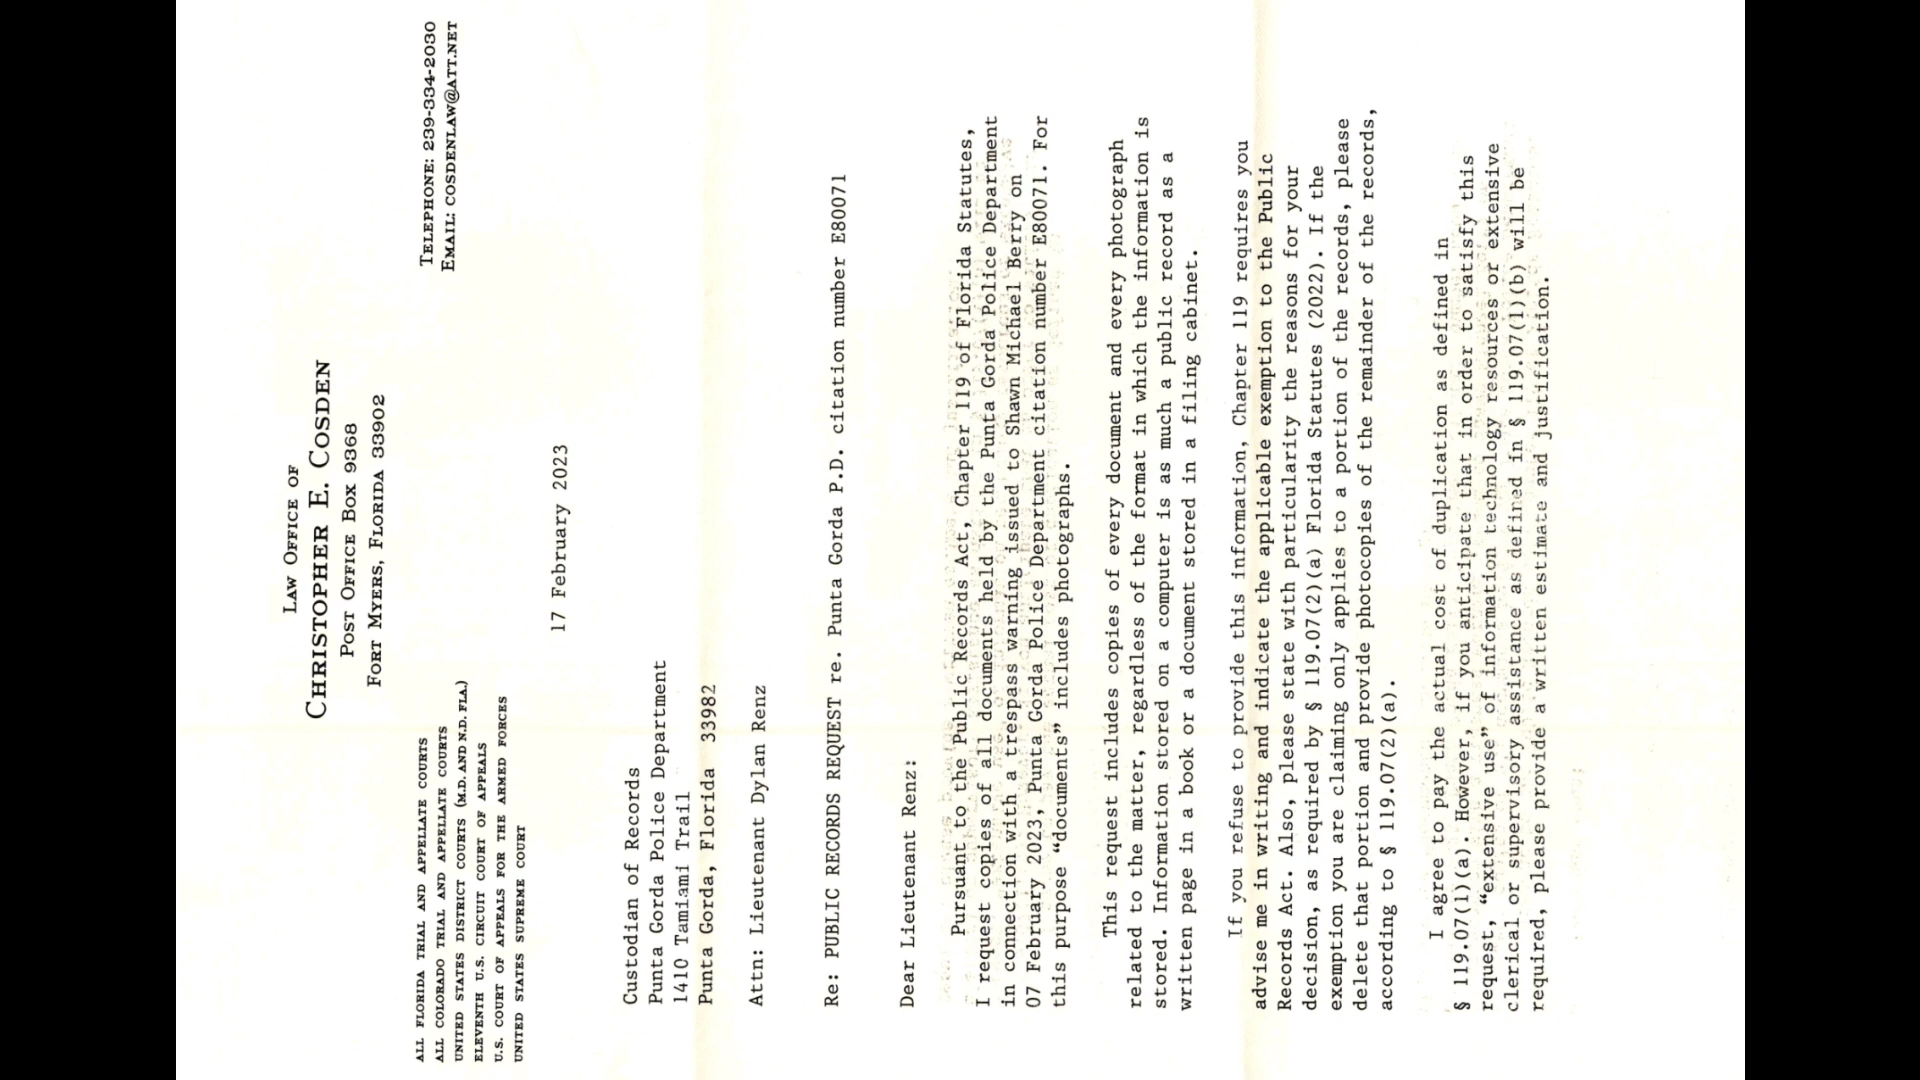 LAW OFFICE OF
CHRISTOPHER E. COSDEN
POST OFFICE BOX 9368
FORT MYERS, FLORIDA 33902
ALL FLORIDA TRIAL AND APPELLATE COURTS
ALL COLORADO TRIAL AND APPELLATE COURTS
UNITED STATES DISTRICT COURTS (M.D. AND N.D. FLA.)
ELEVENTH U.S. CIRCUIT COURT OF APPEALS
U.S. COURT OF APPEALS FOR THE ARMED FORCES
UNITED STATES SUPREME COURT
TELEPHONE: 239-334-2030
EMAIL: COSDENLAW@ATT.NET
17 February 2023
Custodian of Records
Punta Gorda Police Department
1410 Tamiami Trail
Punta Gorda, Florida 33982
Attn: Lieutenant Dylan Renz
Re: PUBLIC RECORDS REQUEST re. Punta Gorda P.D. citation number E80071
Dear Lieutenant Renz:
Pursuant to the Public Records Act, Chapter 119 of Florida Statutes,
I request copies of all documents held by the Punta Gorda Police Department
in connection with a trespass warning issued to Shawn Michael Berry on
07 February 2023, Punta Gorda Police Department citation number E80071. For
this purpose “documents” includes photographs.
This request includes copies of every document and every photograph
related to the matter, regardless of the format in which the information is
stored. Information stored on a computer is as much a public record as a
written page in a book or a document stored in a filing cabinet.
If you refuse to provide this information, Chapter 119 requires you
advise me in writing and indicate the applicable exemption to the Public
Records Act. Also, please state with particularity the reasons for your
decision, as required by § 119.07(2)(a) Florida Statutes (2022). If the
exemption you are claiming only applies to a portion of the records, please
delete that portion and provide photocopies of the remainder of the records,
according to § 119.07(2)(a).
I agree to pay the actual cost of duplication as defined in
§ 119.07(1)(a). However, if you anticipate that in order to satisfy this
request, “extensive use” of information technology resources or extensive
clerical or supervisory assistance as defined in § 119.07(1)(b) will be
required, please provide a written estimate and justification.